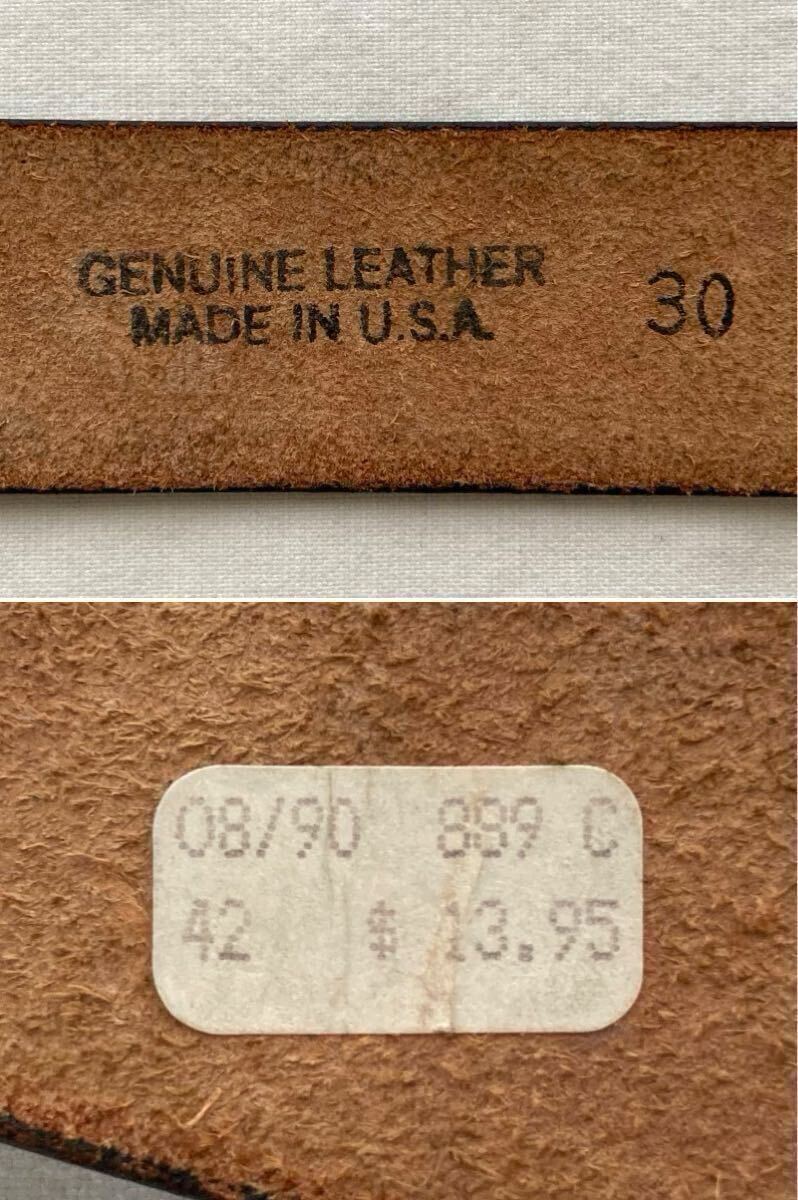 GENUINE LEATHER 30
MADE IN U.S.A.
08/90 889 C
42 $ 13.95